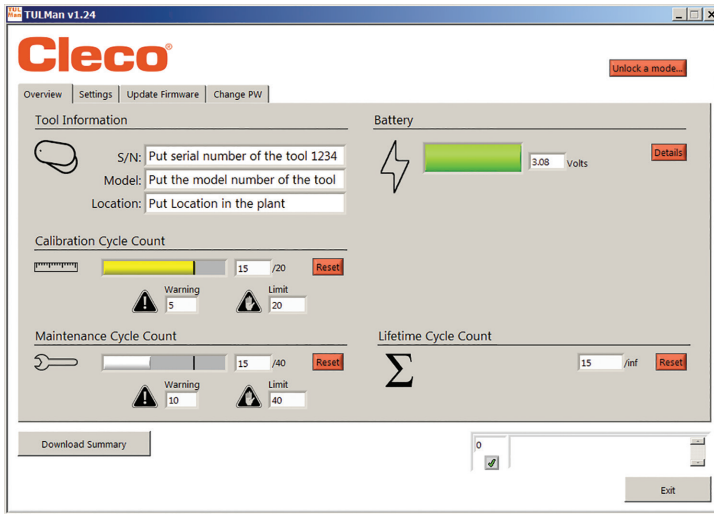 TUL Man
TULMan v1.24
Cleco®
Unlock a mode...
Overview
Settings
Update Firmware
Change PW
Tool Information
S/N: Put serial number of the tool 1234
Model: Put the model number of the tool
Location: Put Location in the plant
Battery
3.08 Volts
Details
Calibration Cycle Count
15 /20 Reset
Warning
5
Limit
20
Maintenance Cycle Count
15 /40 Reset
Warning
10
Limit
40
Lifetime Cycle Count
Σ 15 /inf Reset
Download Summary
0
Exit